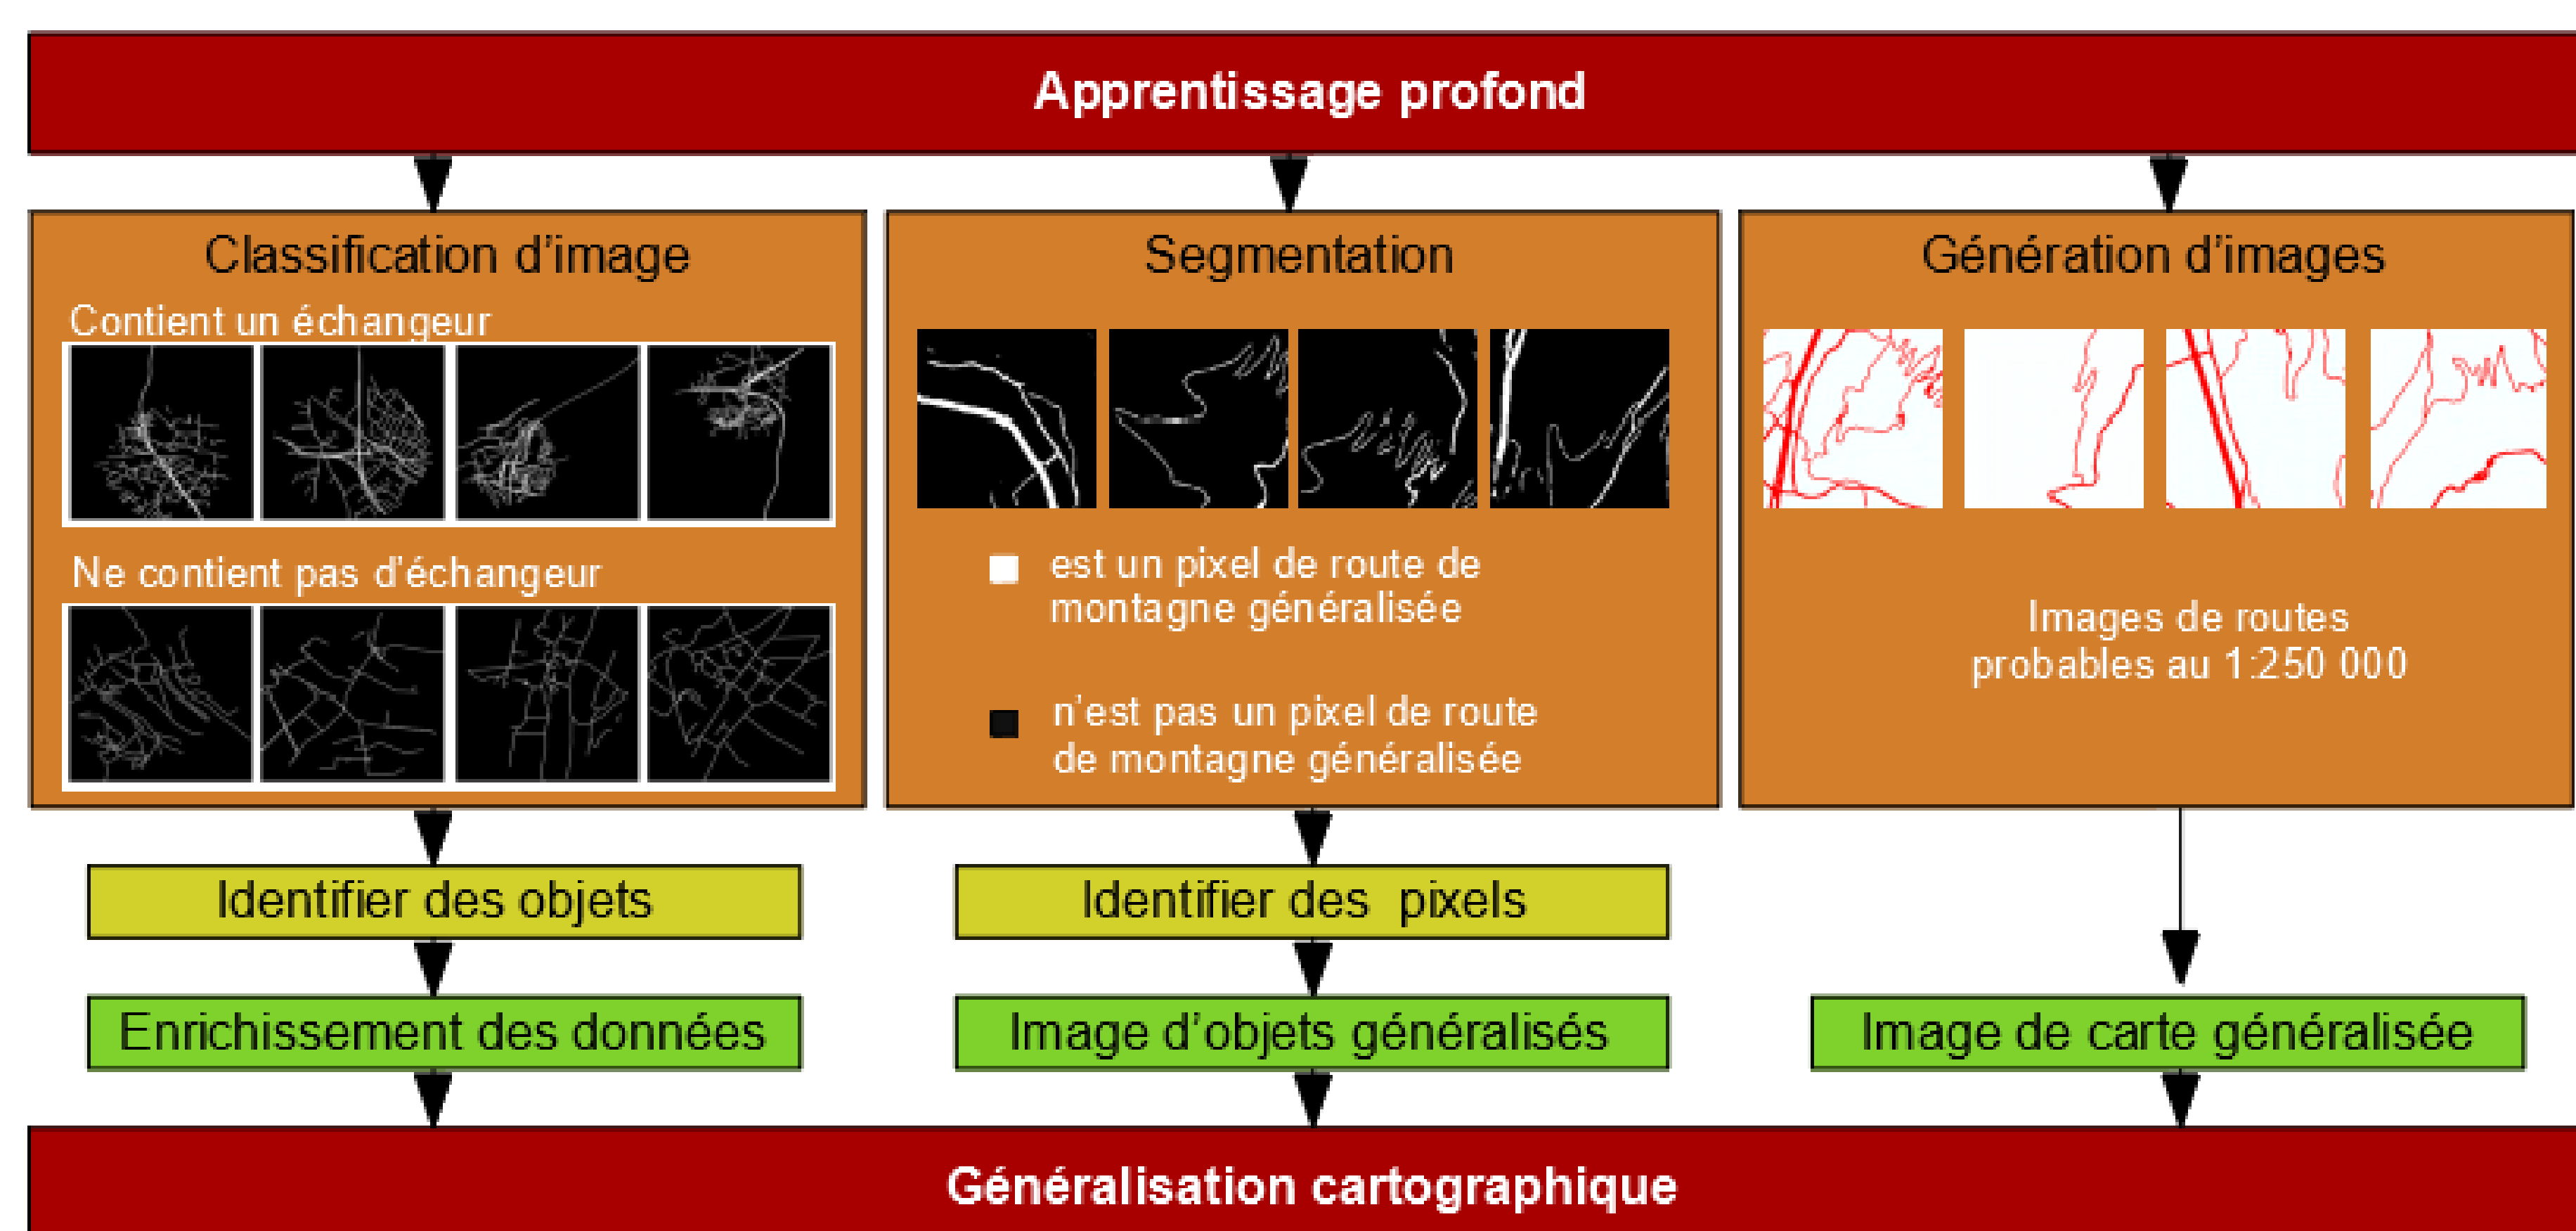 Apprentissage profond
Classification d'image
Contient un échangeur
Ne contient pas d'échangeur
Segmentation
est un pixel de route de
montagne généralisée
n'est pas un pixel de route
de montagne généralisée
Génération d'images
Images de routes
probables au 1:250 000
Identifier des objets
Identifier des pixels
Enrichissement des données
Image d'objets généralisés
Image de carte généralisée
Généralisation cartographique